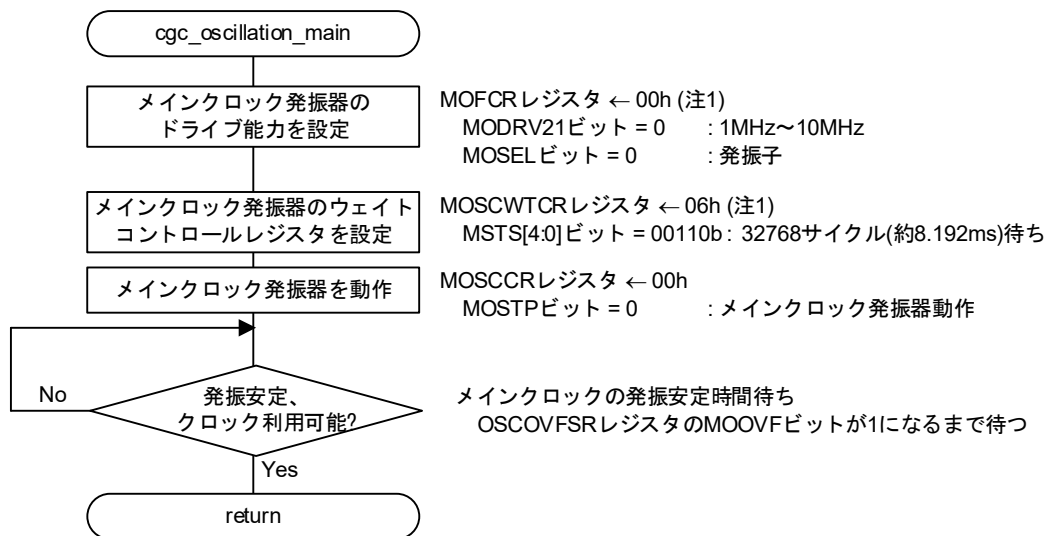 cgc_oscillation_main
メインクロック発振器の
ドライブ能力を設定
MOFCRレジスタ ← 00h (注1)
MODRV21ビット = 0 : 1MHz～10MHz
MOSELビット = 0 : 発振子
メインクロック発振器のウェイト
コントロールレジスタを設定
MOSCWTCRレジスタ ← 06h (注1)
MSTS[4:0]ビット = 00110b : 32768サイクル(約8.192ms)待ち
メインクロック発振器を動作
MOSCCRレジスタ ← 00h
MOSTPビット = 0 : メインクロック発振器動作
No
発振安定、
クロック利用可能?
メインクロックの発振安定時間待ち
OSCOVFSRレジスタのMOOVFビットが1になるまで待つ
Yes
return